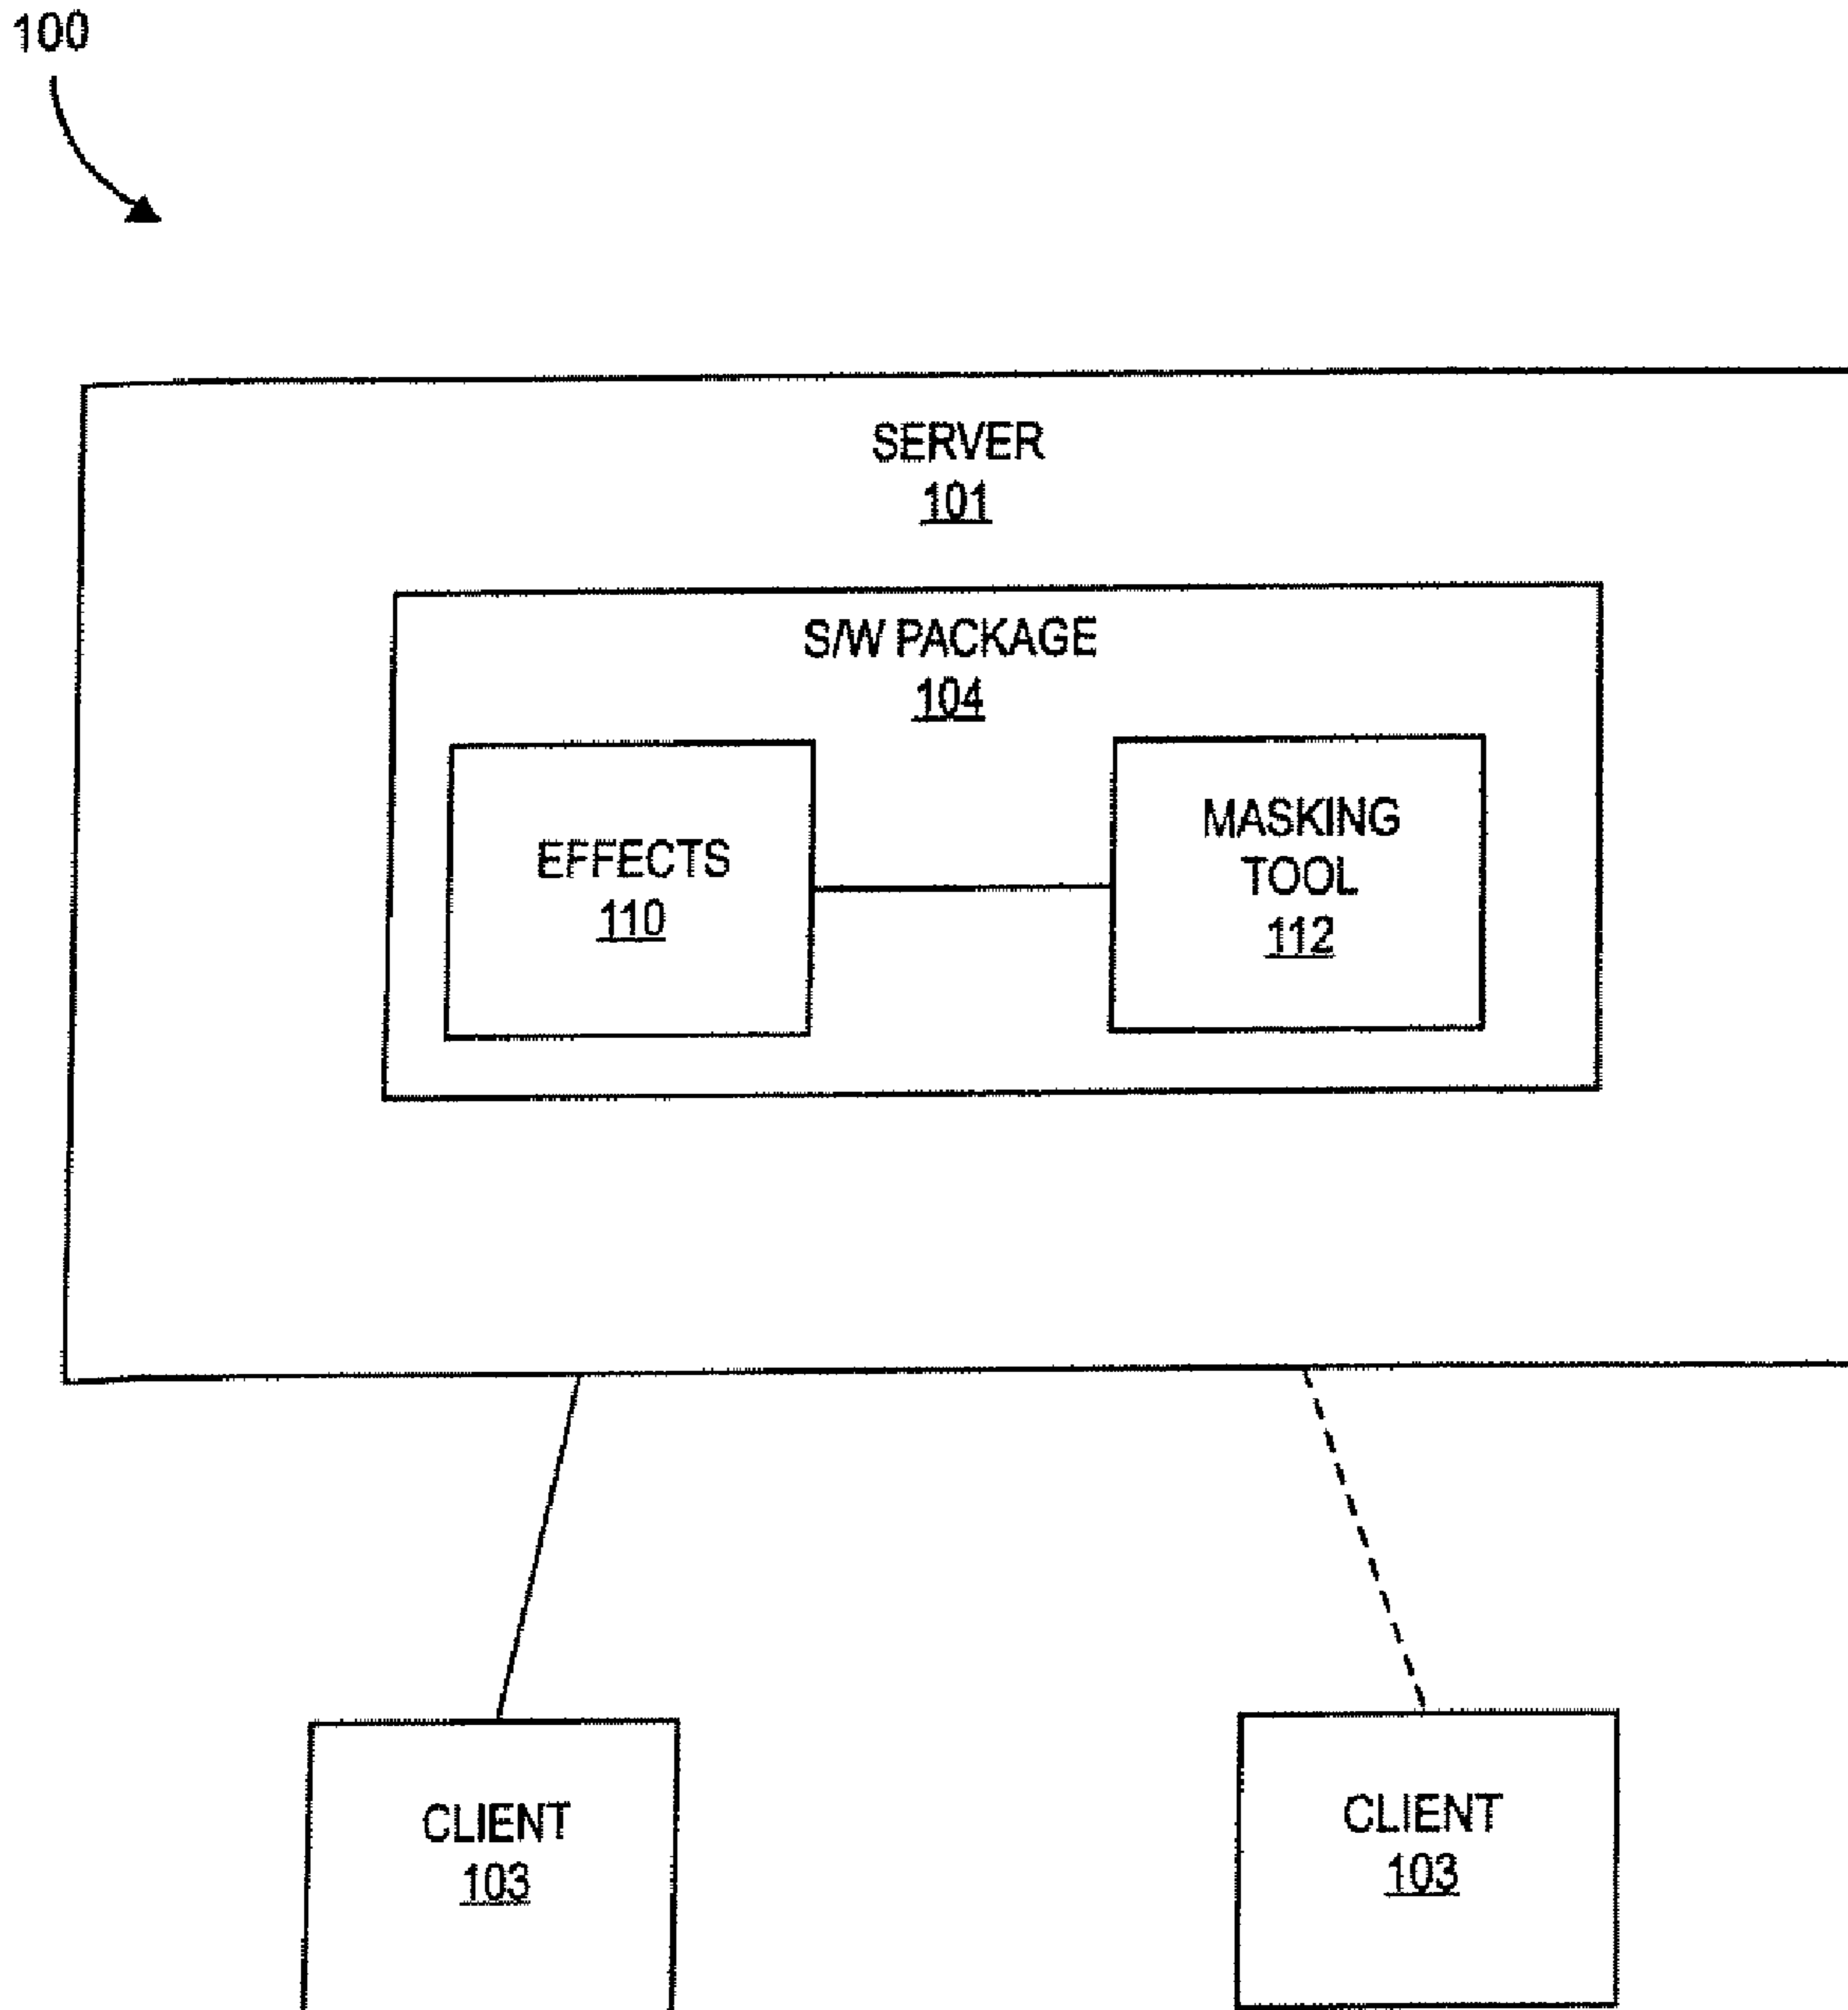 100
SERVER
101
S/W PACKAGE
104
EFFECTS
110
MASKING
TOOL
112
CLIENT
103
CLIENT
103